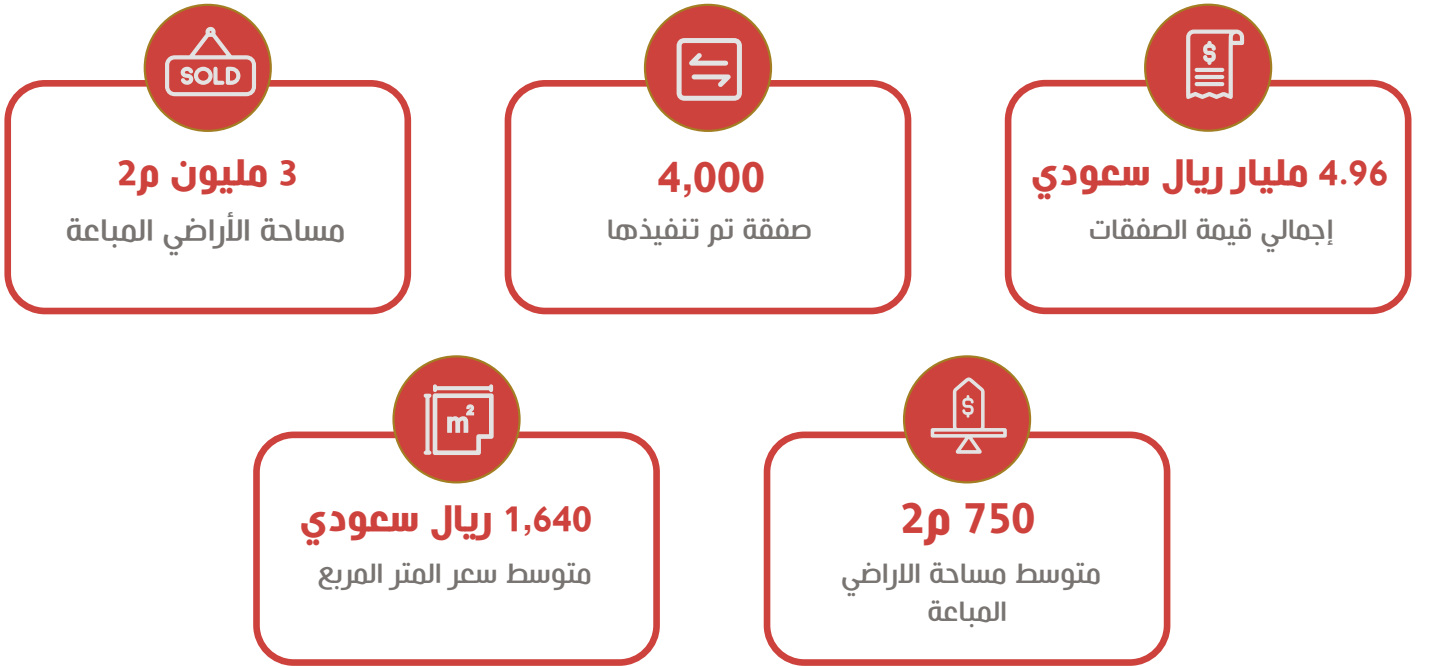 $
4.96 مليار ريال سعودي
إجمالي قيمة الصفقات
4,000
صفقة تم تنفيذها
SOLD
3 مليون م2
مساحة الأراضي المباعة
$
750 م2
متوسط مساحة الاراضي
المباعة
m²
1,640 ريال سعودي
متوسط سعر المتر المربع